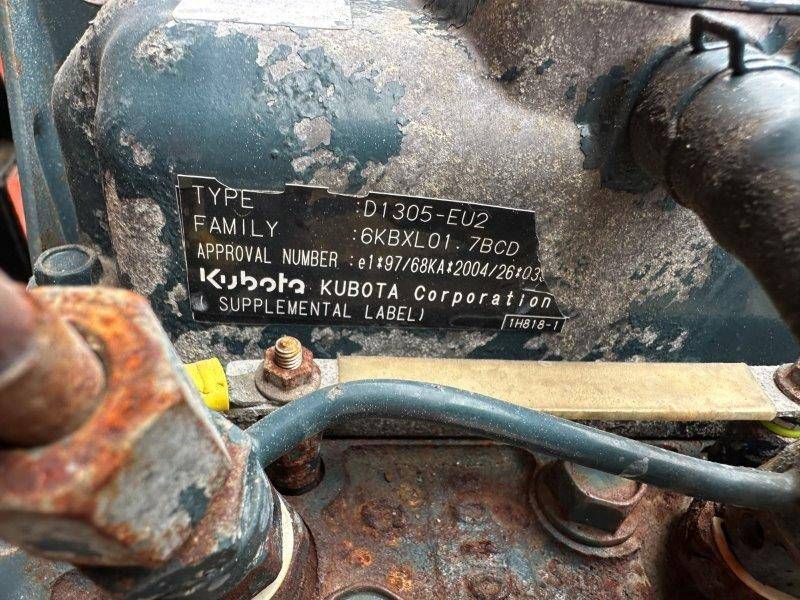 TYPE :D1305-EU2
FAMILY :6KBXL01.7BCD
APPROVAL NUMBER :e1*97/68KA*2004/26*03
Kubota KUBOTA Corporation
( SUPPLEMENTAL LABEL)
1H818-1